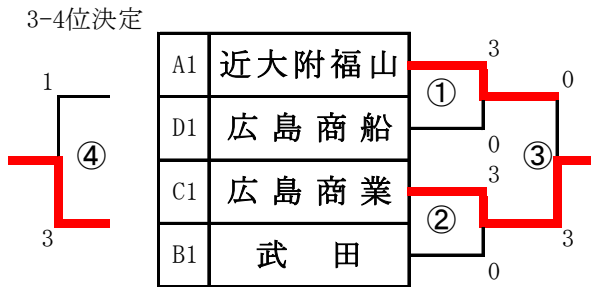 3-4位決定
A1 近大附福山 3
① 0
1
D1 広島商船 0
④ ③
C1 広島商業 3
② 
3 3
B1 武田 0